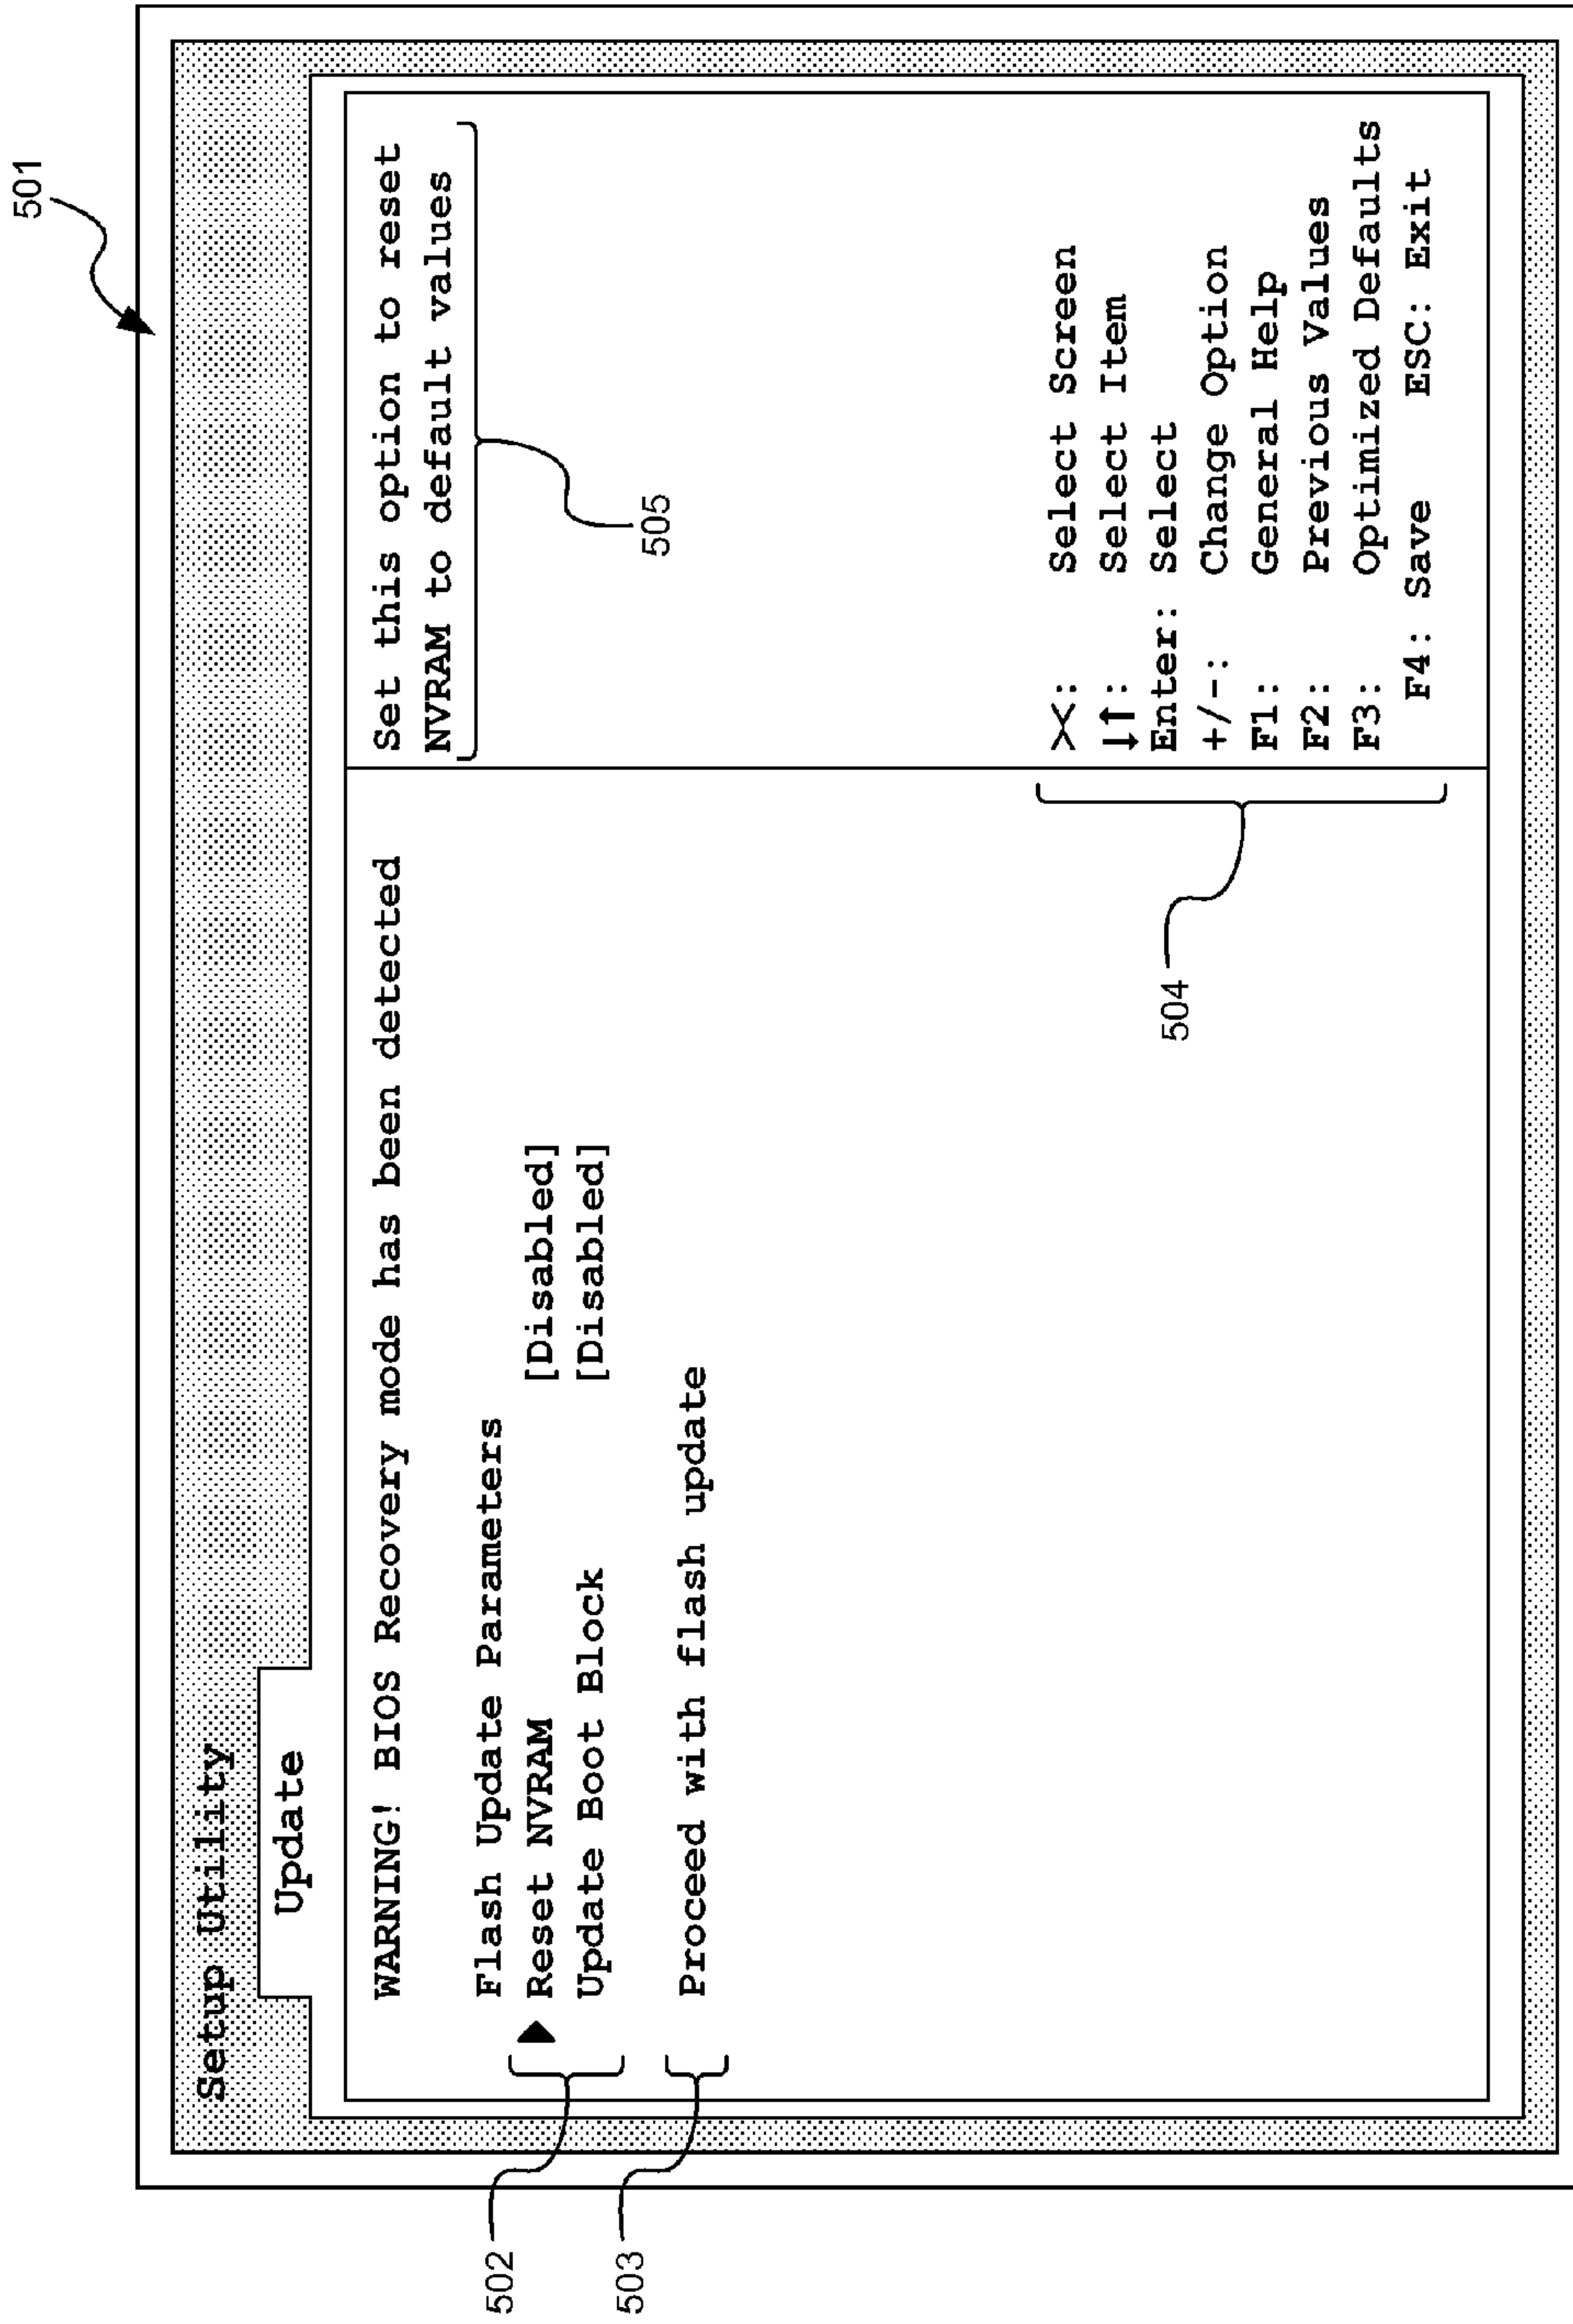 501
Setup Utility
Update
WARNING! BIOS Recovery mode has been detected
Flash Update Parameters
Reset NVRAM [Disabled]
Update Boot Block [Disabled]
Proceed with flash update
502
503
Set this option to reset
NVRAM to default values
505
><: Select Screen
↓↑: Select Item
Enter: Select
+/-: Change Option
F1: General Help
F2: Previous Values
F3: Optimized Defaults
F4: Save ESC: Exit
504